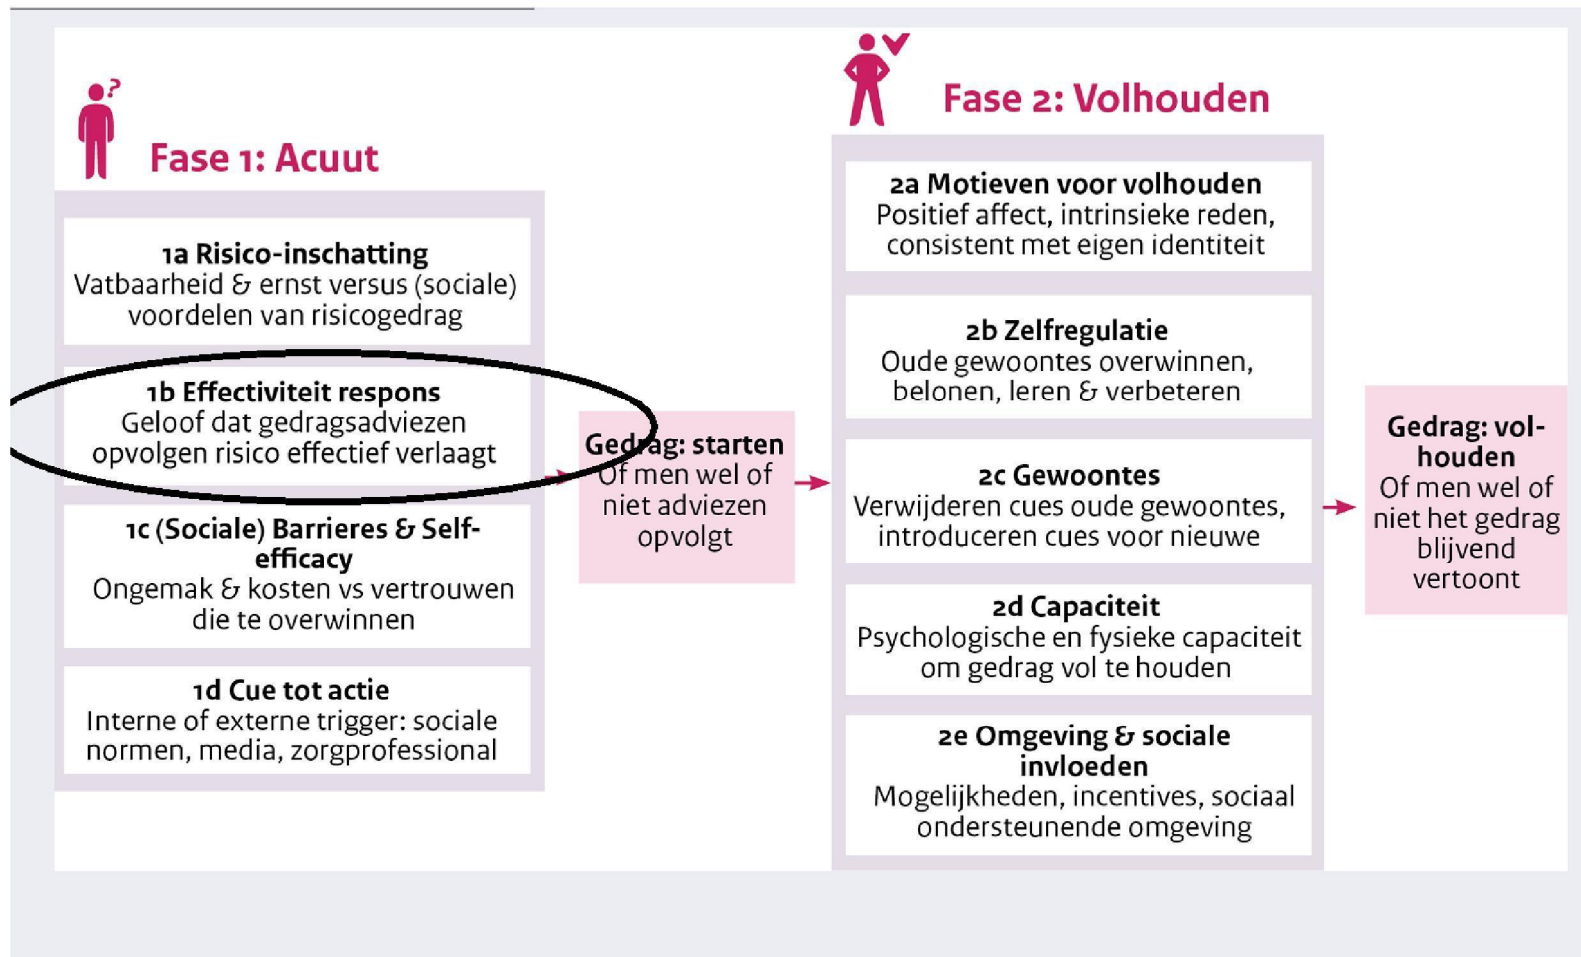 Fase 1: Acuut
1a Risico-inschatting
Vatbaarheid & ernst versus (sociale)
voordelen van risicogedrag
1b Effectiviteit respons
Geloof dat gedragsadviezen
opvolgen risico effectief verlaagt
1c (Sociale) Barrieres & Self-
efficacy
Ongemak & kosten vs vertrouwen
die te overwinnen
1d Cue tot actie
Interne of externe trigger: sociale
normen, media, zorgprofessional
Gedrag: starten
Of men wel of
niet adviezen
opvolgt
Fase 2: Volhouden
2a Motieven voor volhouden
Positief affect, intrinsieke reden,
consistent met eigen identiteit
2b Zelfregulatie
Oude gewoontes overwinnen,
belonen, leren & verbeteren
2c Gewoontes
Verwijderen cues oude gewoontes,
introduceren cues voor nieuwe
2d Capaciteit
Psychologische en fysieke capaciteit
om gedrag vol te houden
2e Omgeving & sociale
invloeden
Mogelijkheden, incentives, sociaal
ondersteunende omgeving
Gedrag: vol-
houden
Of men wel of
niet het gedrag
blijvend
vertoont